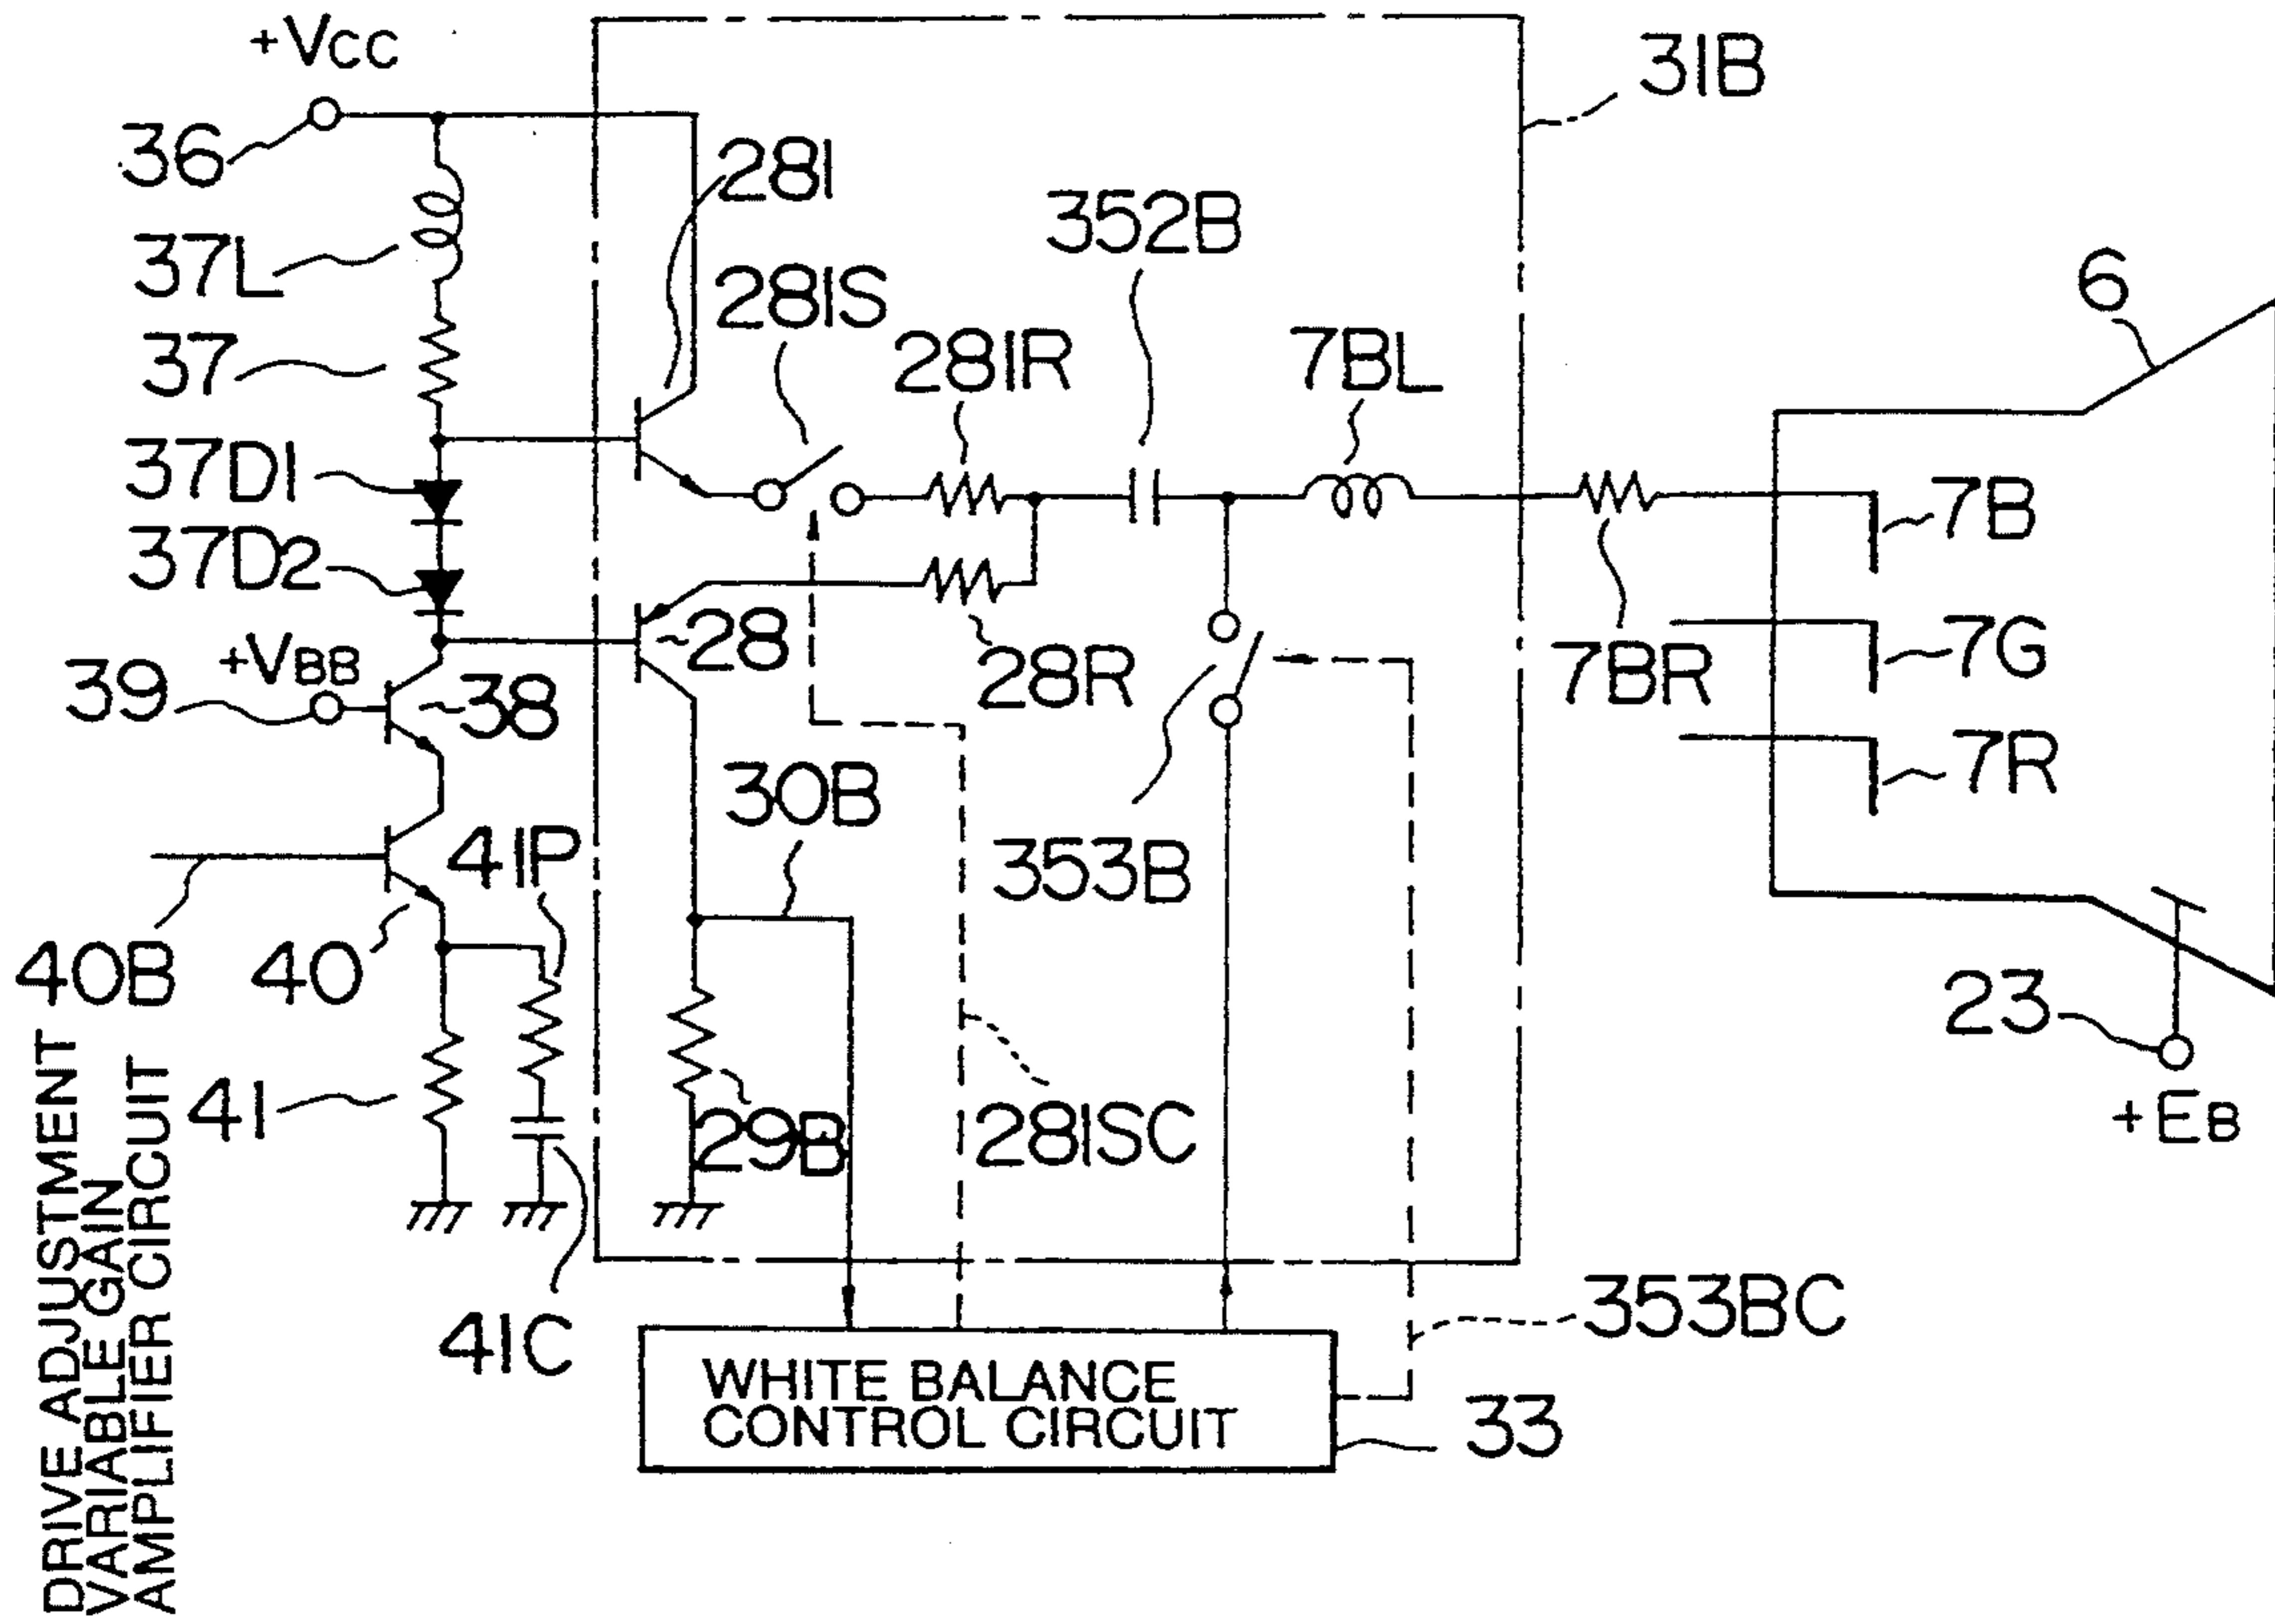 +VCC
31B
36
281
352B
6
37L
281S
281R
7BL
37
37D1
7B
37D2
+VBB
28
28R
7BR
7G
39
38
7R
30B
353B
41P
40B
40
23
41
29B
281SC
+EB
41C
353BC
WHITE BALANCE
CONTROL CIRCUIT
33
DRIVE ADJUSTMENT
VARIABLE GAIN
AMPLIFIER CIRCUIT